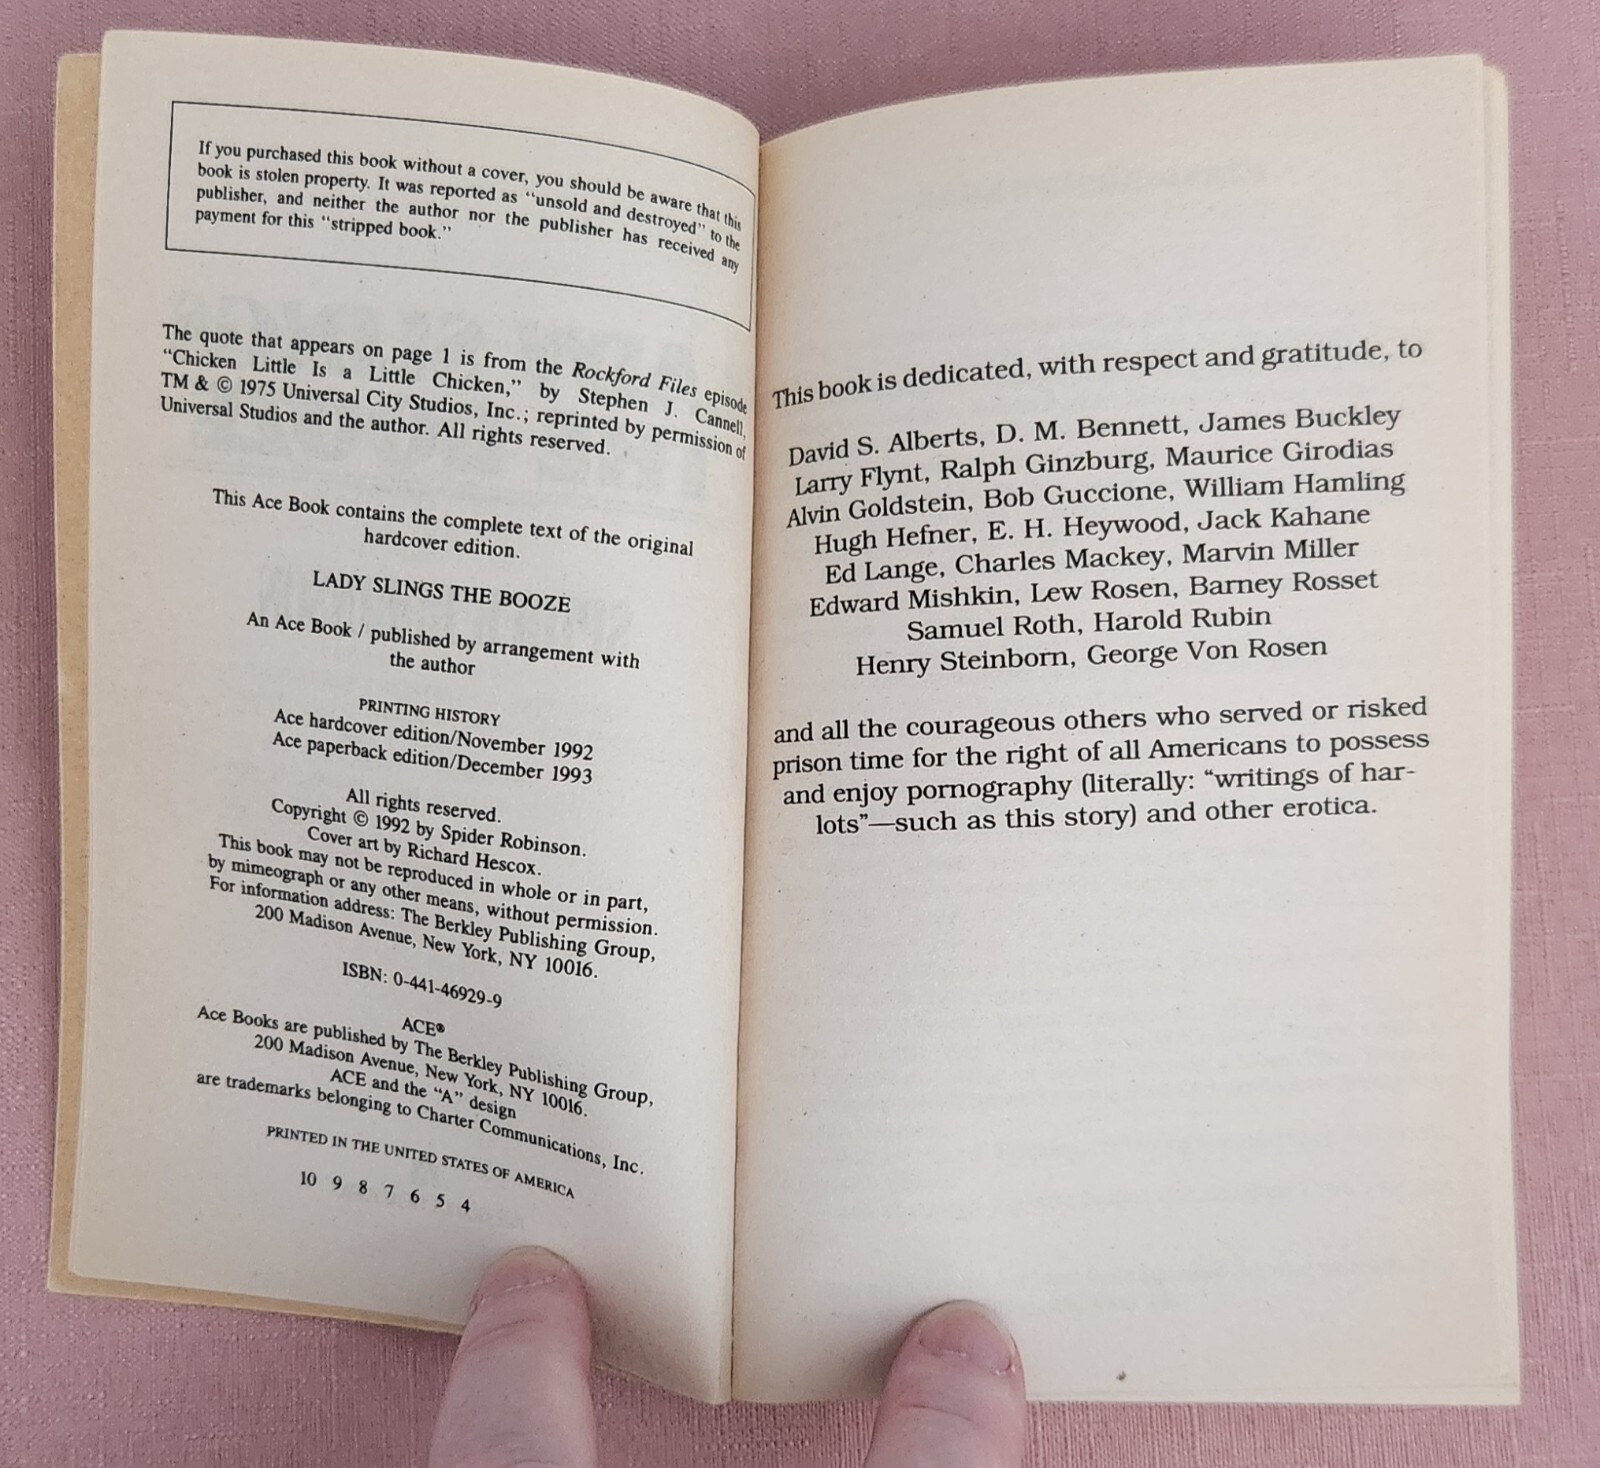 If you purchased this book without a cover, you should be aware that this
book is stolen property. It was reported as "unsold and destroyed" to the
publisher, and neither the author nor the publisher has received any
payment for this "stripped book."
The quote that appears on page 1 is from the Rockford Files episode
"Chicken Little Is a Little Chicken," by Stephen J. Cannell,
TM & © 1975 Universal City Studios, Inc.; reprinted by permission of
Universal Studios and the author. All rights reserved.
This Ace Book contains the complete text of the original
hardcover edition.
LADY SLINGS THE BOOZE
An Ace Book / published by arrangement with
the author
PRINTING HISTORY
Ace hardcover edition/November 1992
Ace paperback edition/December 1993
All rights reserved.
Copyright © 1992 by Spider Robinson.
Cover art by Richard Hescox.
This book may not be reproduced in whole or in part,
by mimeograph or any other means, without permission.
For information address: The Berkley Publishing Group,
200 Madison Avenue, New York, NY 10016.
ISBN: 0-441-46929-9
ACE®
Ace Books are published by The Berkley Publishing Group,
200 Madison Avenue, New York, NY 10016.
ACE and the "A" design
are trademarks belonging to Charter Communications, Inc.
PRINTED IN THE UNITED STATES OF AMERICA
10 9 8 7 6 5 4
This book is dedicated, with respect and gratitude, to
David S. Alberts, D. M. Bennett, James Buckley
Larry Flynt, Ralph Ginzburg, Maurice Girodias
Alvin Goldstein, Bob Guccione, William Hamling
Hugh Hefner, E. H. Heywood, Jack Kahane
Ed Lange, Charles Mackey, Marvin Miller
Edward Mishkin, Lew Rosen, Barney Rosset
Samuel Roth, Harold Rubin
Henry Steinborn, George Von Rosen
and all the courageous others who served or risked
prison time for the right of all Americans to possess
and enjoy pornography (literally: "writings of har-
lots"—such as this story) and other erotica.